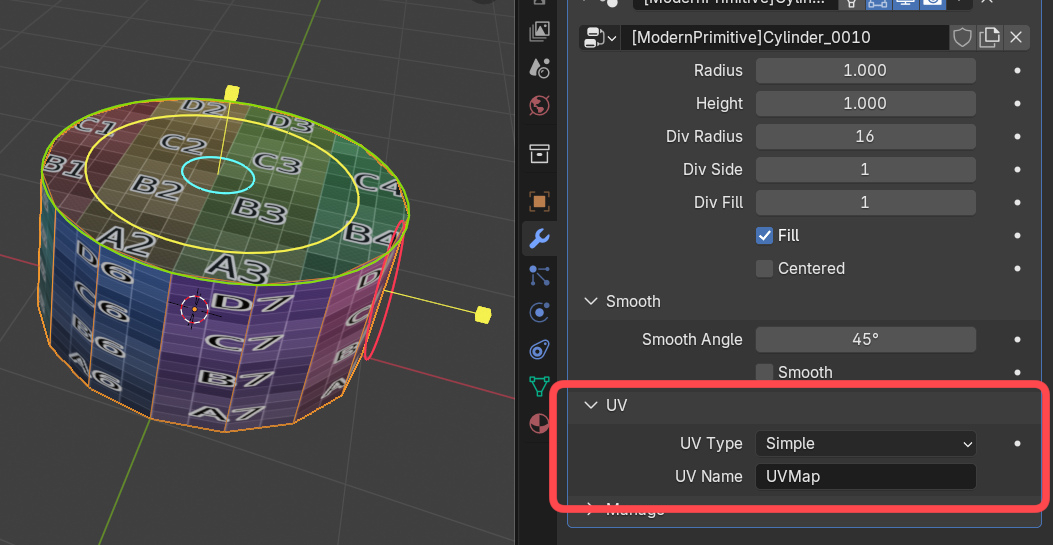 [ModernPrimitive]Cylin...
[ModernPrimitive]Cylinder_0010
Radius 1.000
Height 1.000
Div Radius 16
Div Side 1
Div Fill 1
Fill
Centered
Smooth
Smooth Angle 45°
Smooth
UV
UV Type Simple
UV Name UVMap
Manage
D2 D3
C1 C2 C3 C4
B1 B2 B3 B4
A2 A3
D6 D7 D
C6 C7 C
B6 B7 B
A6 A7 A